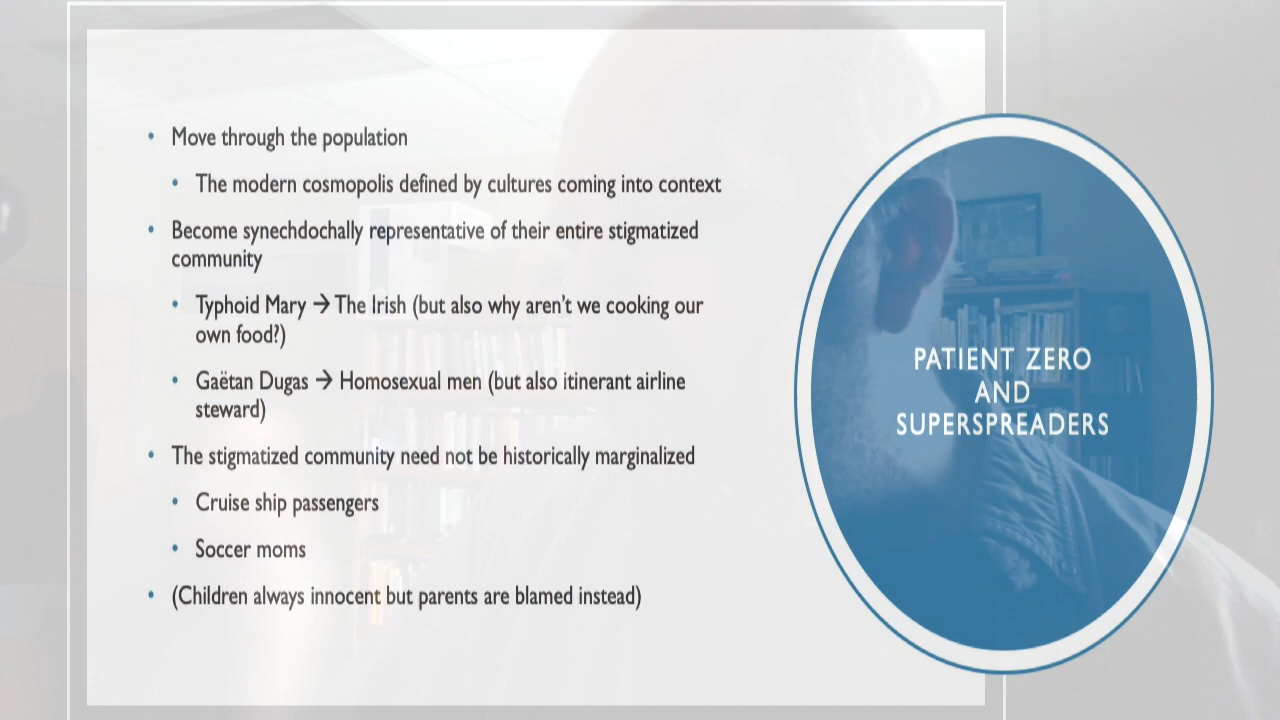 • Move through the population
• The modern cosmopolis defined by cultures coming into context
• Become synechdochally representative of their entire stigmatized
community
• Typhoid Mary → The Irish (but also why aren't we cooking our
own food?)
• Gaëtan Dugas → Homosexual men (but also itinerant airline
steward)
• The stigmatized community need not be historically marginalized
• Cruise ship passengers
• Soccer moms
• (Children always innocent but parents are blamed instead)
PATIENT ZERO
AND
SUPERSPREADERS